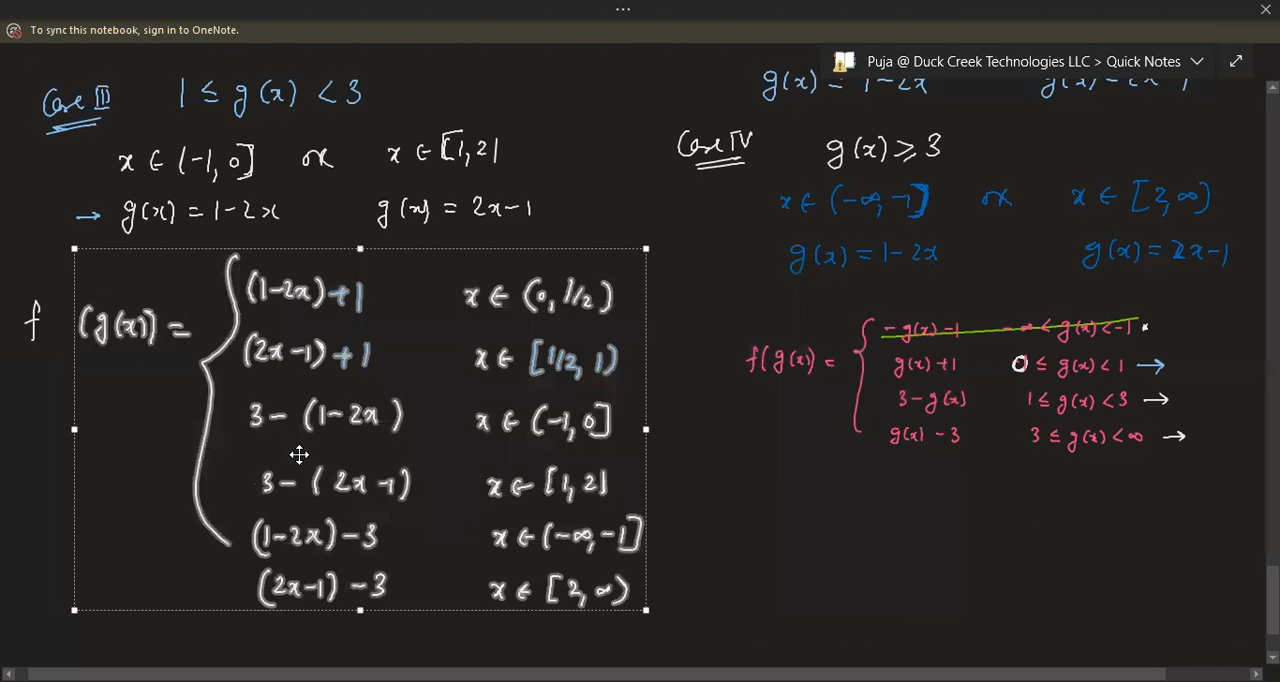 To sync this notebook, sign in to OneNote.
Puja @ Duck Creek Technologies LLC > Quick Notes
Case III 1 ≤ g(x) < 3
x ∈ (-1, 0] or x ∈ [1, 2)
→ g(x) = 1-2x g(x) = 2x-1
f (g(x)) = {
(1-2x)+1 x ∈ (0, 1/2)
(2x-1)+1 x ∈ [1/2, 1)
3-(1-2x) x ∈ (-1, 0]
3-(2x-1) x ∈ [1, 2)
(1-2x)-3 x ∈ (-∞, -1]
(2x-1)-3 x ∈ [2, ∞)
g(x) = 1-2x
Case IV g(x) ≥ 3
x ∈ (-∞, -1] or x ∈ [2, ∞)
g(x) = 1-2x g(x) = 2x-1
f(g(x)) = {
-g(x)-1 -∞ < g(x) < -1
g(x)+1 0 ≤ g(x) < 1 →
3-g(x) 1 ≤ g(x) < 3 →
g(x)-3 3 ≤ g(x) < ∞ →